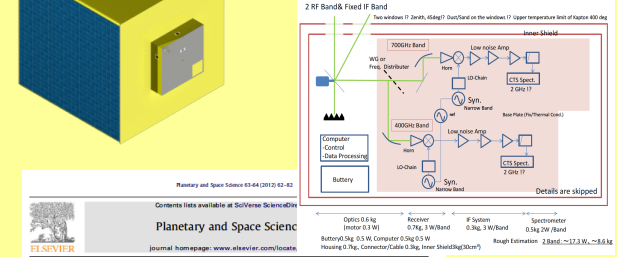 2 RF Band& Fixed IF Band
Two windows !? Zenith, 45deg!? Dust/Sand on the windows !? Upper temperature limit of Kapton 400 deg
Inner Shield
700GHz Band
Low noise Amp
WG or
Freq. Distributer
Horn
LO-Chain
CTS Spect.
2 GHz !?
Syn.
Narrow Band
ref
Base Plate (Fix/Thermal Cond.)
400GHz Band
Low noise Amp
Computer
-Control
-Data Processing
Horn
LO-Chain
CTS Spect.
2 GHz !?
Buttery
Syn.
Narrow Band
Details are skipped
Planetary and Space Science 63-64 (2012) 62–82
Contents lists available at SciVerse ScienceDire
Planetary and Space Scienc
ELSEVIER
journal homepage: www.elsevier.com/locate
Optics 0.6 kg
(motor 0.3 W)
Receiver
0.7Kg, 3 W/Band
IF System
0.3kg, 3 W/Band
Spectrometer
0.5kg 2W /Band
Buttery0.5kg 0.5 W, Computer 0.5kg 0.5 W
Housing 0.7kg, Connector/Cable 0.3kg, Inner Shield3kg(30cm³)
Rough Estimation 2 Band: ~17.3 W, ~8.6 kg